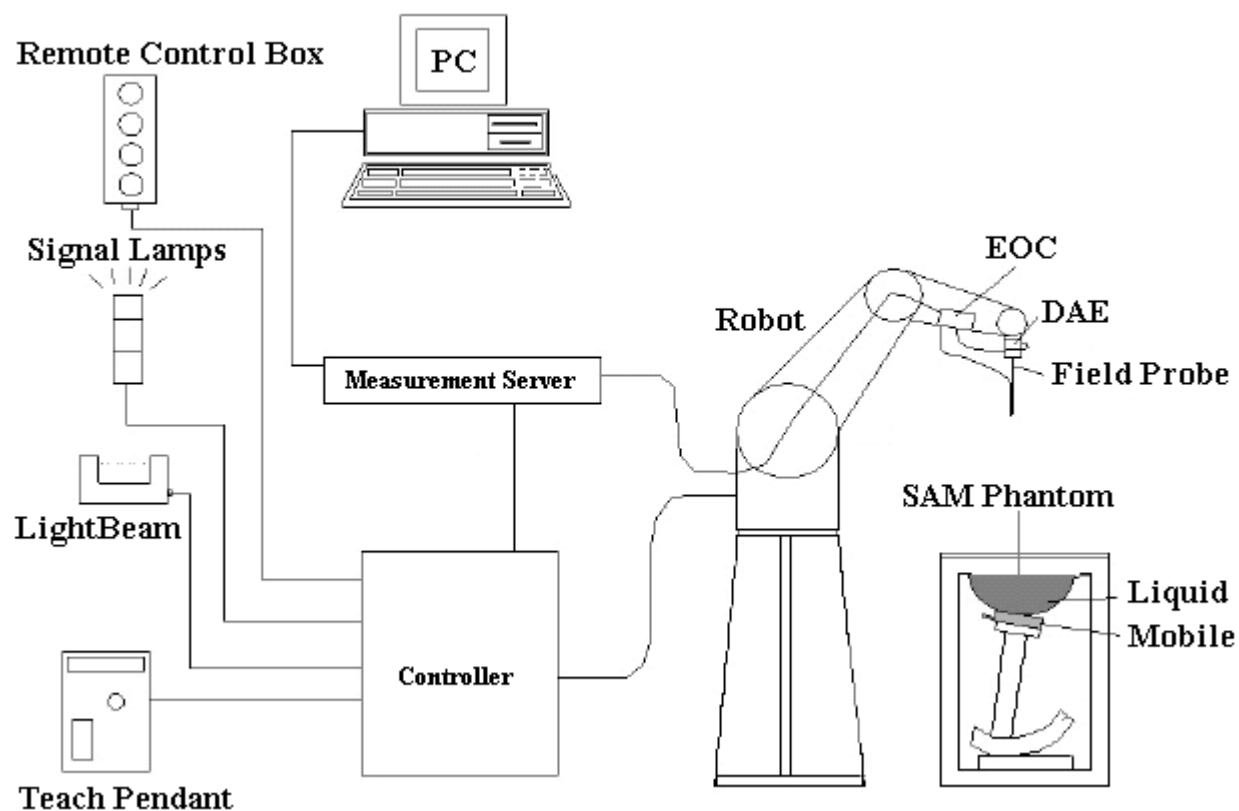 Remote Control Box
PC
Signal Lamps
EOC
Robot
DAE
Measurement Server
Field Probe
LightBeam
SAM Phantom
Liquid
Mobile
Controller
Teach Pendant